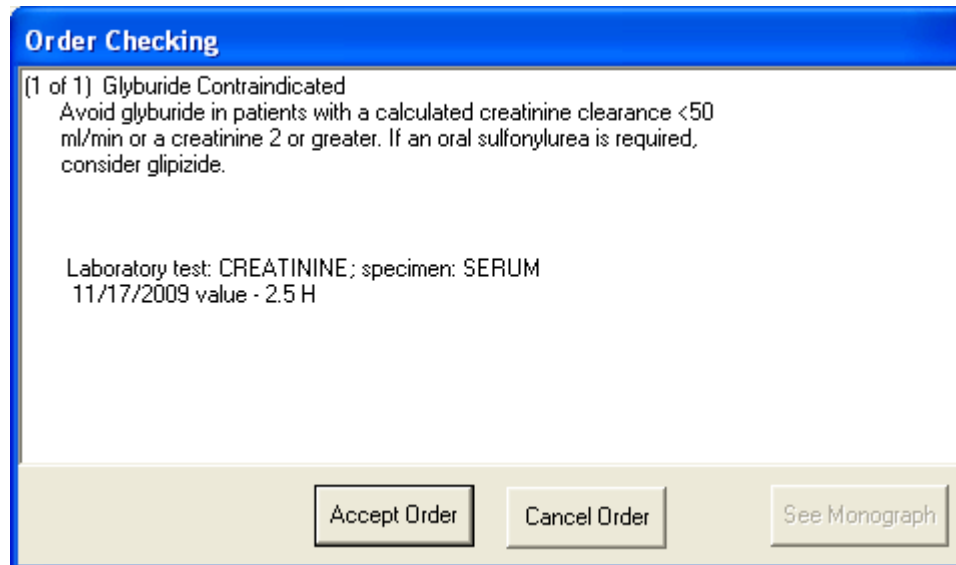 Order Checking
(1 of 1) Glyburide Contraindicated
Avoid glyburide in patients with a calculated creatinine clearance <50
ml/min or a creatinine 2 or greater. If an oral sulfonylurea is required,
consider glipizide.
Laboratory test: CREATININE; specimen: SERUM
11/17/2009 value - 2.5 H
Accept Order
Cancel Order
See Monograph